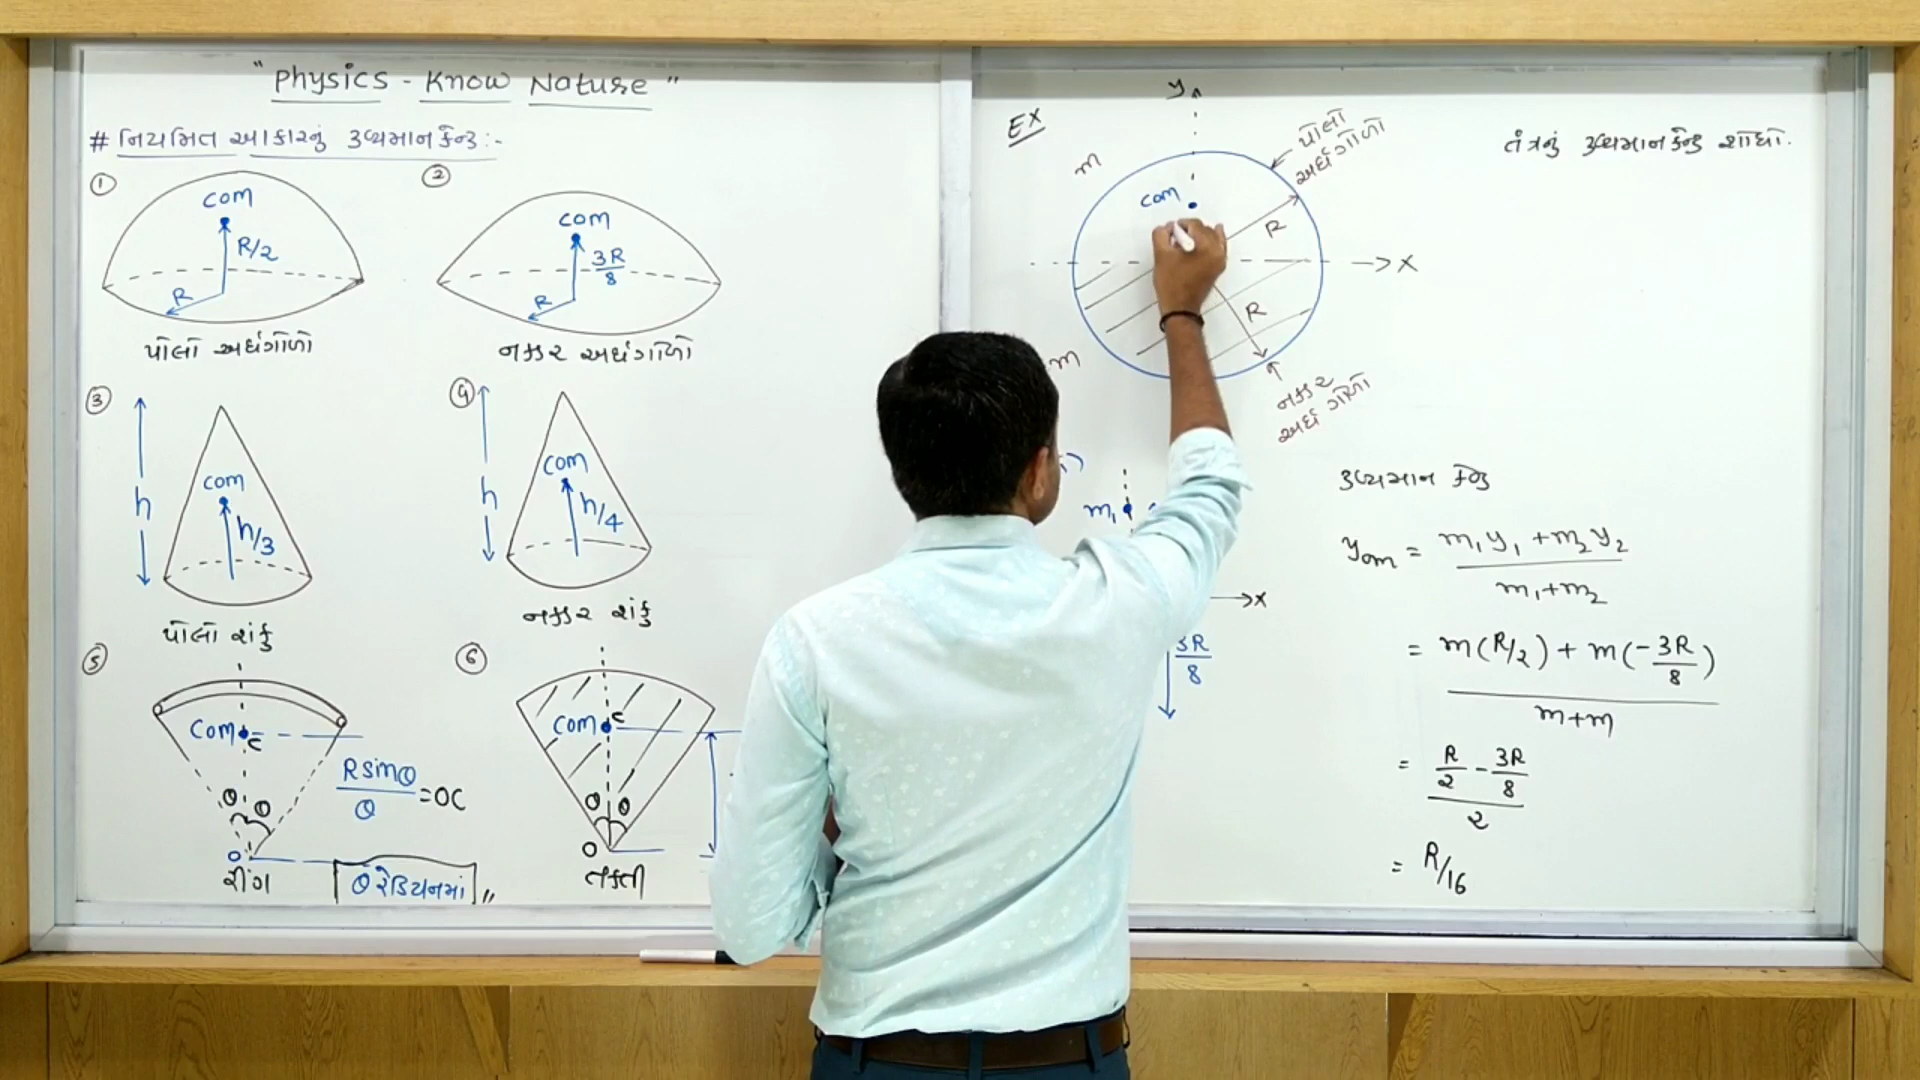 "Physics - Know Nature"
# નિયમિત આકારનું દ્રવ્યમાન કેન્દ્ર :-
①
com
R/2
R
પોલો અર્ધગોળો
②
com
3R/8
R
નક્કર અર્ધગોળો
③
h
com
h/3
પોલો શંકુ
④
h
com
h/4
નક્કર શંકુ
⑤
com
C
θ θ
O
Rsinθ/θ = OC
રીંગ
θ રેડિયનમાં
⑥
com C
θ θ
O
તક્તી
EX
y
પોલો
અર્ધગોળો
m
com
R
X
R
m
નક્કર
અર્ધ ગોળો
m₁
X
3R/8
તંત્રનું દ્રવ્યમાન કેન્દ્ર શોધો.
દ્રવ્યમાન કેન્દ્ર
ycm = m₁y₁ + m₂y₂ / m₁+m₂
= m(R/2) + m(-3R/8) / m+m
= R/2 - 3R/8 / 2
= R/16